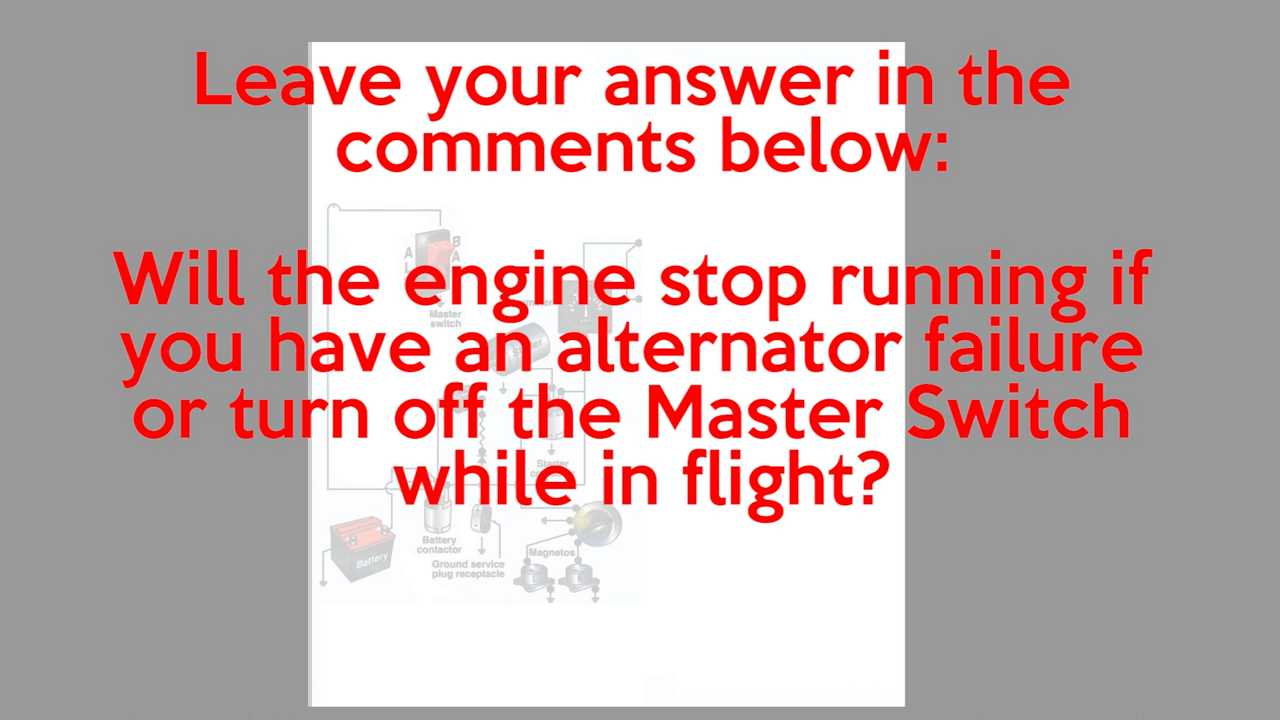 Leave your answer in the
comments below:
Will the engine stop running if
you have an alternator failure
or turn off the Master Switch
while in flight?
A
L
B
A
Master
switch
Starter
Battery
contactor
Ground service
plug receptacle
Magnetos
Battery
L